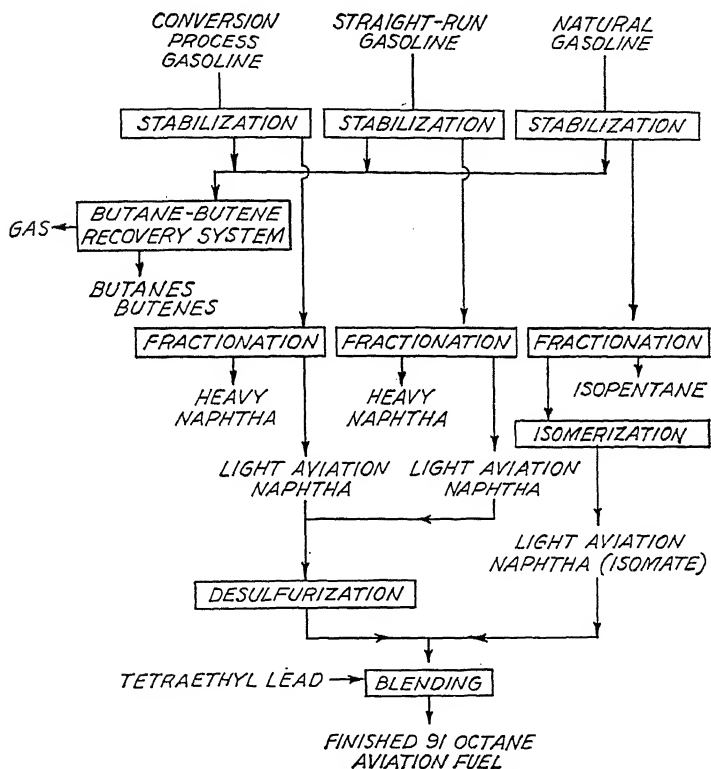 CONVERSION
PROCESS
GASOLINE
STRAIGHT-RUN
GASOLINE
NATURAL
GASOLINE
STABILIZATION
STABILIZATION
STABILIZATION
GAS
BUTANE-BUTENE
RECOVERY SYSTEM
BUTANES
BUTENES
FRACTIONATION
FRACTIONATION
FRACTIONATION
HEAVY
NAPHTHA
HEAVY
NAPHTHA
ISOPENTANE
ISOMERIZATION
LIGHT AVIATION
NAPHTHA
LIGHT AVIATION
NAPHTHA
LIGHT AVIATION
NAPHTHA (ISOMATE)
DESULFURIZATION
TETRAETHYL LEAD
BLENDING
FINISHED 91 OCTANE
AVIATION FUEL